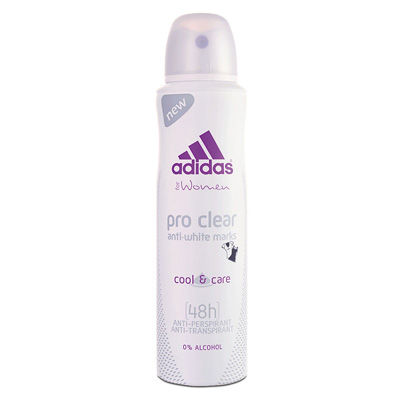 new
adidas
for Women
pro clear
anti-white marks
cool & care
[48h]
ANTI-PERSPIRANT
ANTI-TRANSPIRANT
0% ALCOHOL